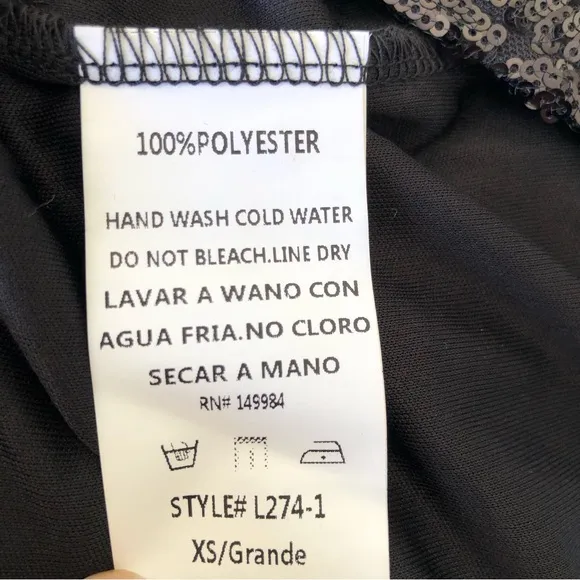 100%POLYESTER
HAND WASH COLD WATER
DO NOT BLEACH.LINE DRY
LAVAR A WANO CON
AGUA FRIA.NO CLORO
SECAR A MANO
RN# 149984
STYLE# L274-1
XS/Grande